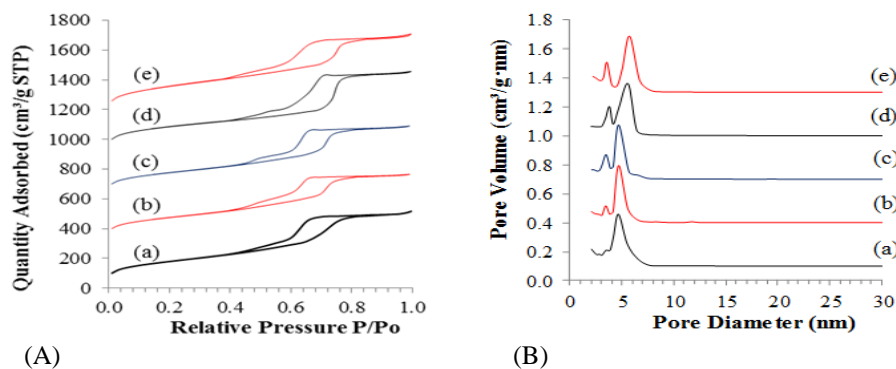 1800
1600
1400
1200
1000
800
600
400
200
0
Quantity Adsorbed (cm³/g STP)
(e)
(d)
(c)
(b)
(a)
0.0 0.2 0.4 0.6 0.8 1.0
Relative Pressure P/Po
(A)
1.8
1.6
1.4
1.2
1.0
0.8
0.6
0.4
0.2
0.0
Pore Volume (cm³/g·nm)
(e)
(d)
(c)
(b)
(a)
0 5 10 15 20 25 30
Pore Diameter (nm)
(B)